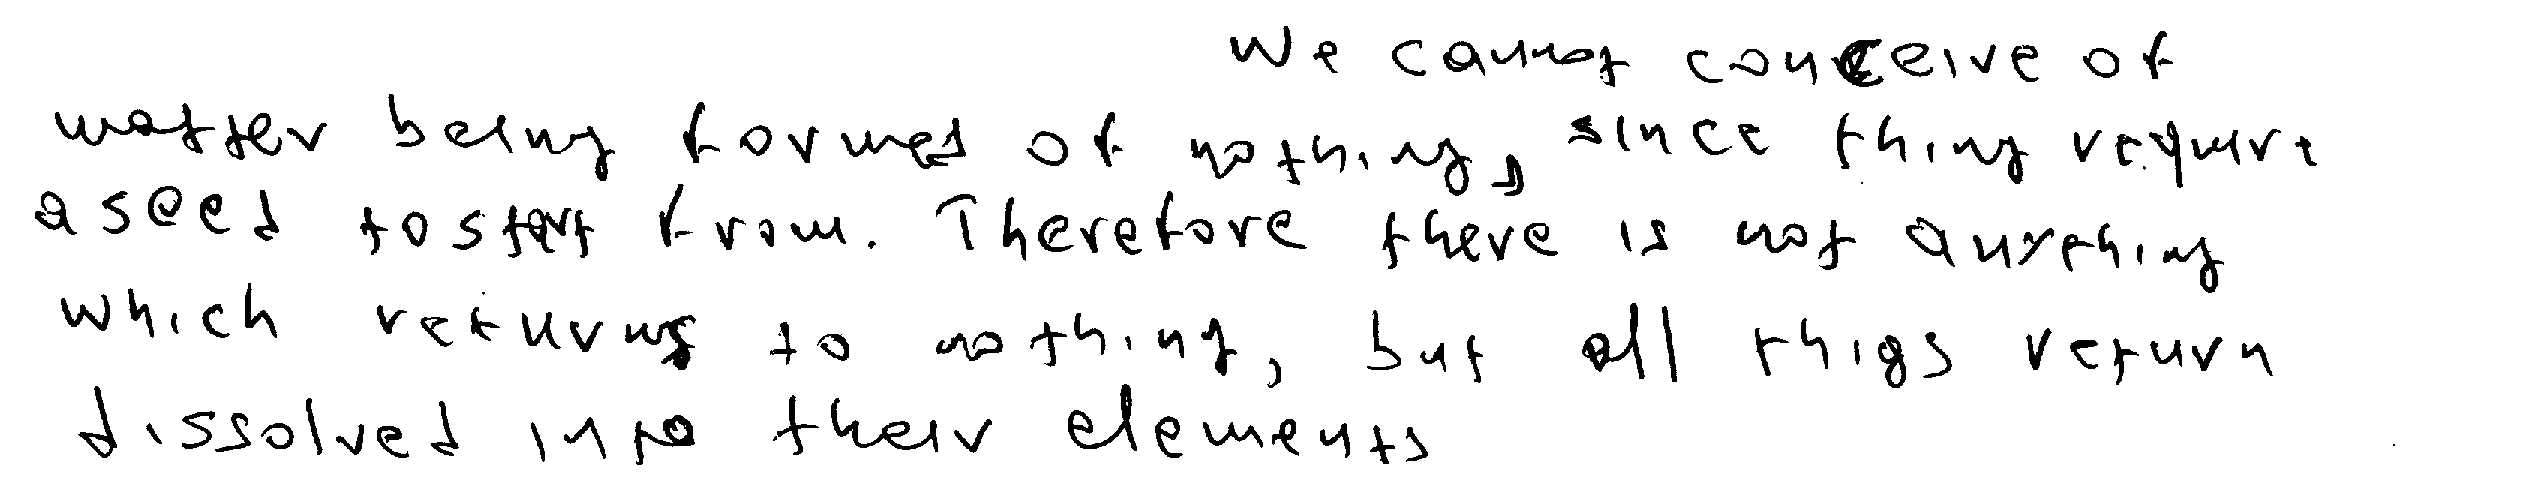 We cannot conceive of
matter being formed of nothing, since thing require
a seed to start from. Therefore there is not anything
which returns to nothing, but all thigs return
dissolved into their elements